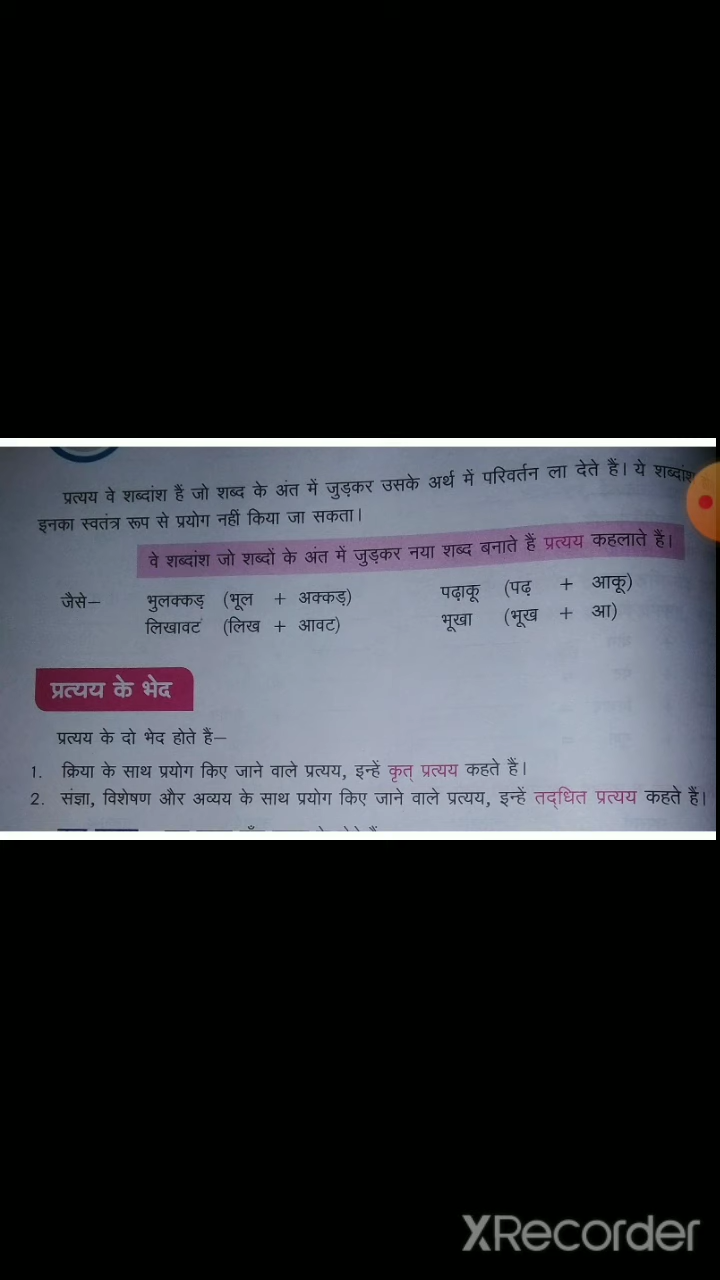 प्रत्यय वे शब्दांश हैं जो शब्द के अंत में जुड़कर उसके अर्थ में परिवर्तन ला देते हैं। ये शब्दांश
इनका स्वतंत्र रूप से प्रयोग नहीं किया जा सकता।
वे शब्दांश जो शब्दों के अंत में जुड़कर नया शब्द बनाते हैं प्रत्यय कहलाते हैं।
जैसे— भुलक्कड़ (भूल + अक्कड़) पढ़ाकू (पढ़ + आकू)
लिखावट (लिख + आवट) भूखा (भूख + आ)
प्रत्यय के भेद
प्रत्यय के दो भेद होते हैं—
1. क्रिया के साथ प्रयोग किए जाने वाले प्रत्यय, इन्हें कृत् प्रत्यय कहते हैं।
2. संज्ञा, विशेषण और अव्यय के साथ प्रयोग किए जाने वाले प्रत्यय, इन्हें तद्‌धित प्रत्यय कहते हैं।
XRecorder